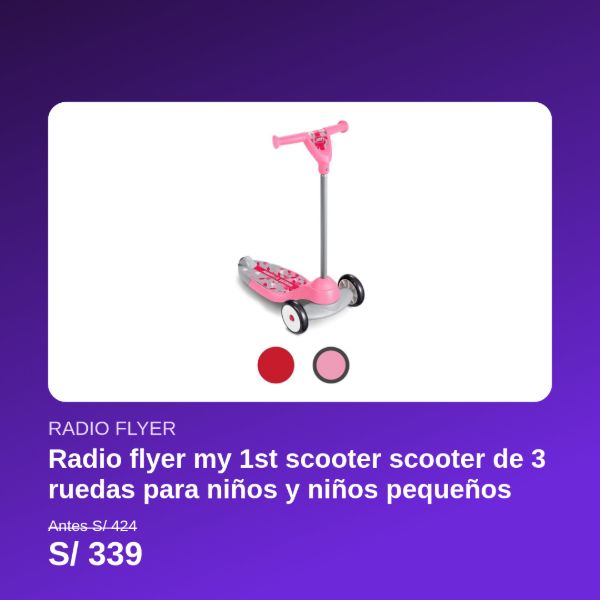 RADIO FLYER
Radio flyer my 1st scooter scooter de 3
ruedas para niños y niños pequeños
Antes S/ 424
S/ 339